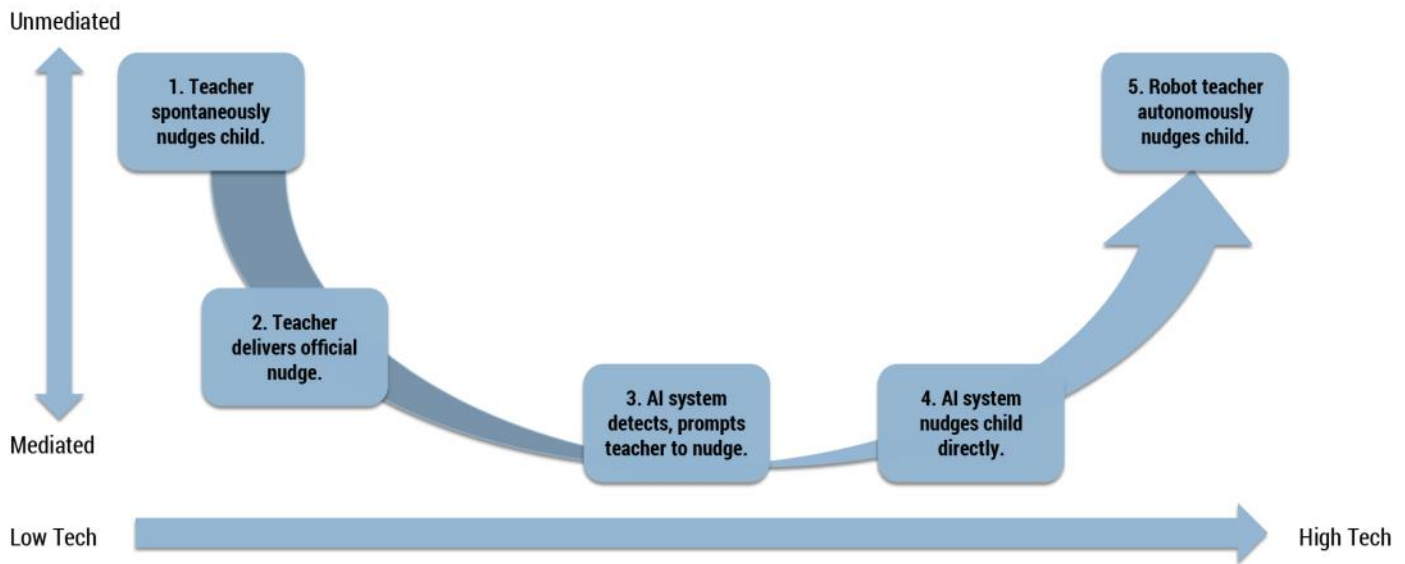 Unmediated
1. Teacher
spontaneously
nudges child.
5. Robot teacher
autonomously
nudges child.
2. Teacher
delivers official
nudge.
3. AI system
detects, prompts
teacher to nudge.
4. AI system
nudges child
directly.
Mediated
Low Tech
High Tech